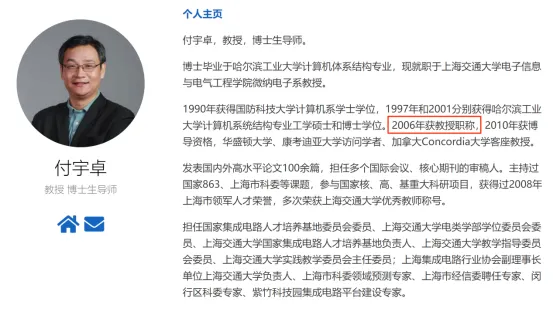 个人主页
付宇卓，教授，博士生导师。
博士毕业于哈尔滨工业大学计算机体系结构专业，现就职于上海交通大学电子信息
与电气工程学院微纳电子系教授。
1990年获得国防科技大学计算机系学士学位，1997年和2001分别获得哈尔滨工业
大学计算机系统结构专业工学硕士和博士学位。2006年获教授职称，2010年获博
导资格，华盛顿大学、康考迪亚大学访问学者、加拿大Concordia大学客座教授。
发表国内外高水平论文100余篇，担任多个国际会议、核心期刊的审稿人。主持过
国家863、上海市科委等课题，参与国家核、高、基重大科研项目，获得过2008年
上海市领军人才荣誉，多次荣获上海交通大学优秀教师称号。
担任国家集成电路人才培养基地委员会委员、上海交通大学电类学部学位委员会委
员、上海交通大学国家集成电路人才培养基地负责人、上海交通大学教学指导委员
会委员、上海交通大学实践教学委员会主任委员；上海集成电路行业协会副理事长
单位上海交通大学负责人、上海市科委领域预测专家、上海市经信委聘任专家、闵
行区科委专家、紫竹科技园集成电路平台建设专家。
付宇卓
教授 博士生导师